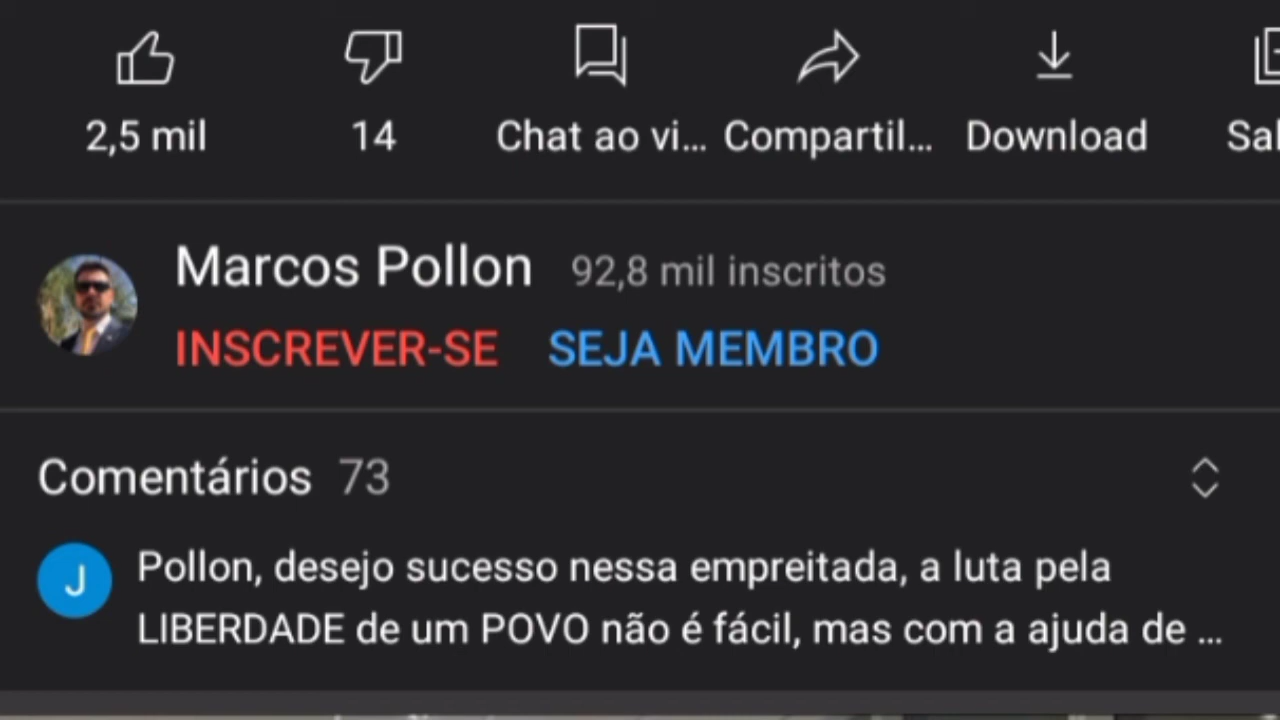 2,5 mil 14 Chat ao vi... Compartil... Download
Marcos Pollon 92,8 mil inscritos
INSCREVER-SE SEJA MEMBRO
Comentários 73
J Pollon, desejo sucesso nessa empreitada, a luta pela
LIBERDADE de um POVO não é fácil, mas com a ajuda de ...